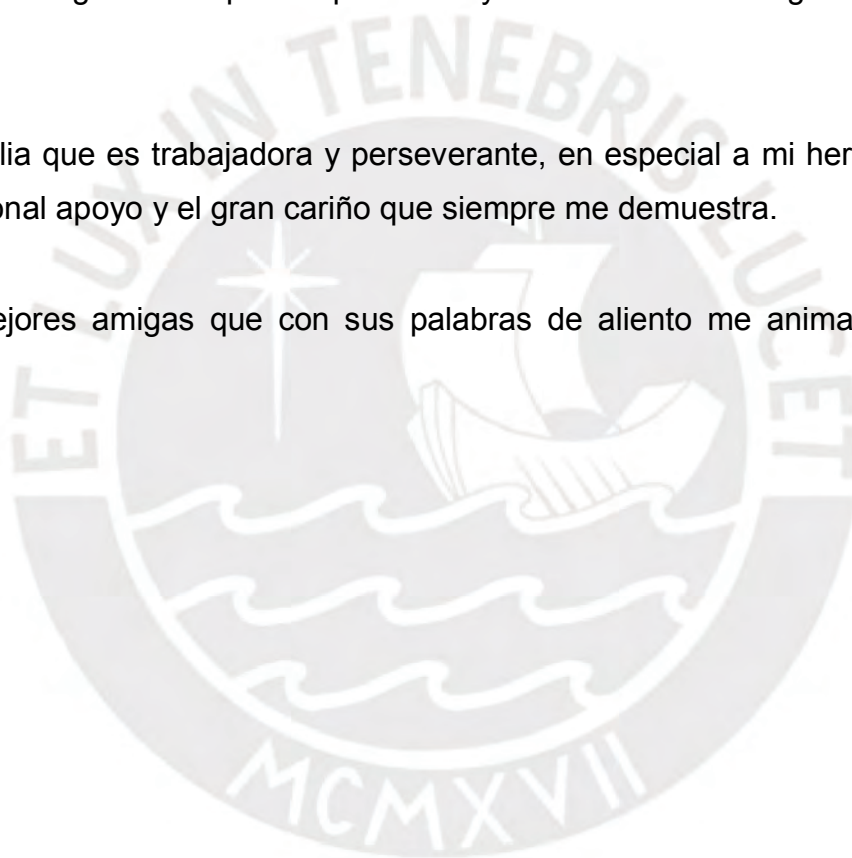 lia que es trabajadora y perseverante, en especial a mi her
onal apoyo y el gran cariño que siempre me demuestra.
ejores amigas que con sus palabras de aliento me anima
ET LUX IN TENEBRIS LUCET
MCMXVII